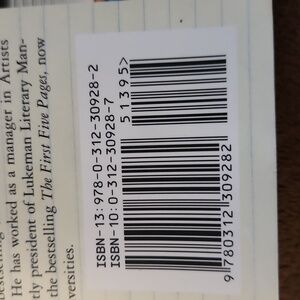 He has worked as a manager in Artists
president of Lukeman Literary Man-
the bestselling The First Five Pages, now
ISBN-13: 978-0-312-30928-2
ISBN-10: 0-312-30928-7
51395>
9 780312 309282